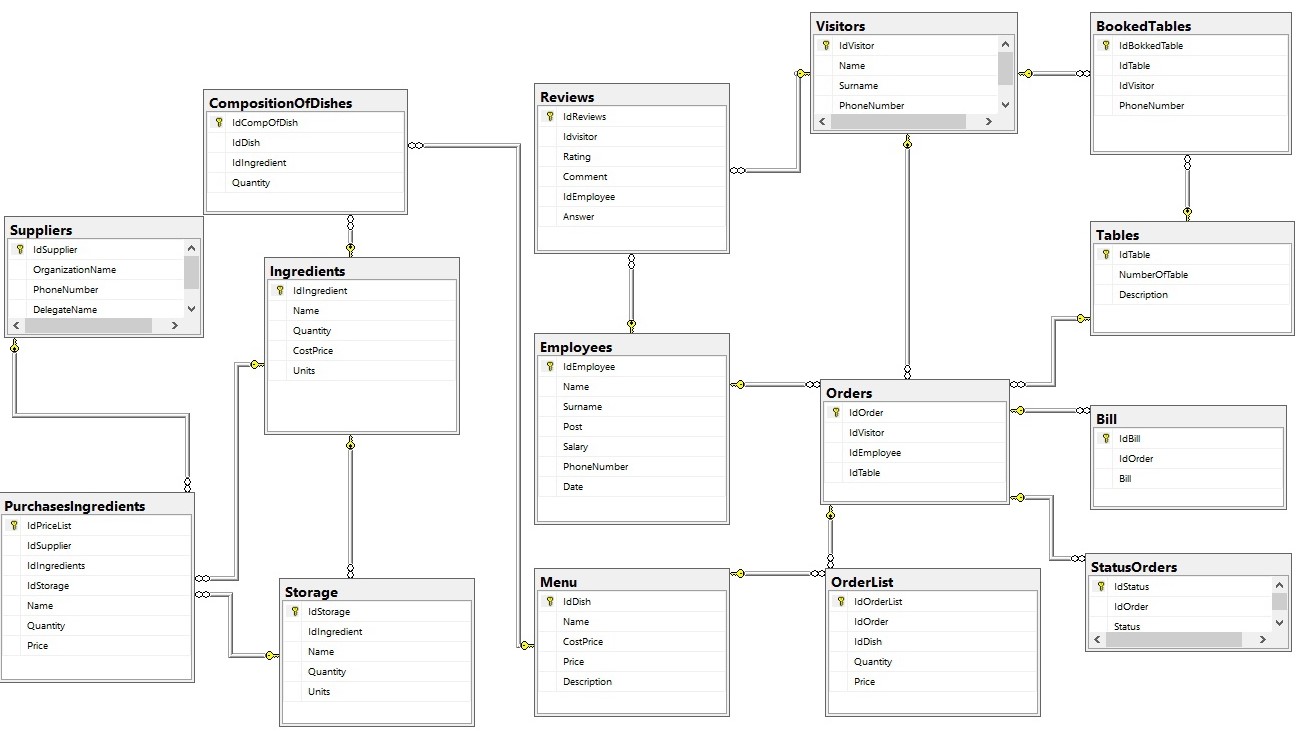 Visitors
IdVisitor
Name
Surname
PhoneNumber
BookedTables
IdBokkedTable
IdTable
IdVisitor
PhoneNumber
CompositionOfDishes
IdCompOfDish
IdDish
IdIngredient
Quantity
Reviews
IdReviews
Idvisitor
Rating
Comment
IdEmployee
Answer
Suppliers
IdSupplier
OrganizationName
PhoneNumber
DelegateName
Ingredients
IdIngredient
Name
Quantity
CostPrice
Units
Tables
IdTable
NumberOfTable
Description
Employees
IdEmployee
Name
Surname
Post
Salary
PhoneNumber
Date
Orders
IdOrder
IdVisitor
IdEmployee
IdTable
Bill
IdBill
IdOrder
Bill
PurchasesIngredients
IdPriceList
IdSupplier
IdIngredients
IdStorage
Name
Quantity
Price
Storage
IdStorage
IdIngredient
Name
Quantity
Units
Menu
IdDish
Name
CostPrice
Price
Description
OrderList
IdOrderList
IdOrder
IdDish
Quantity
Price
StatusOrders
IdStatus
IdOrder
Status